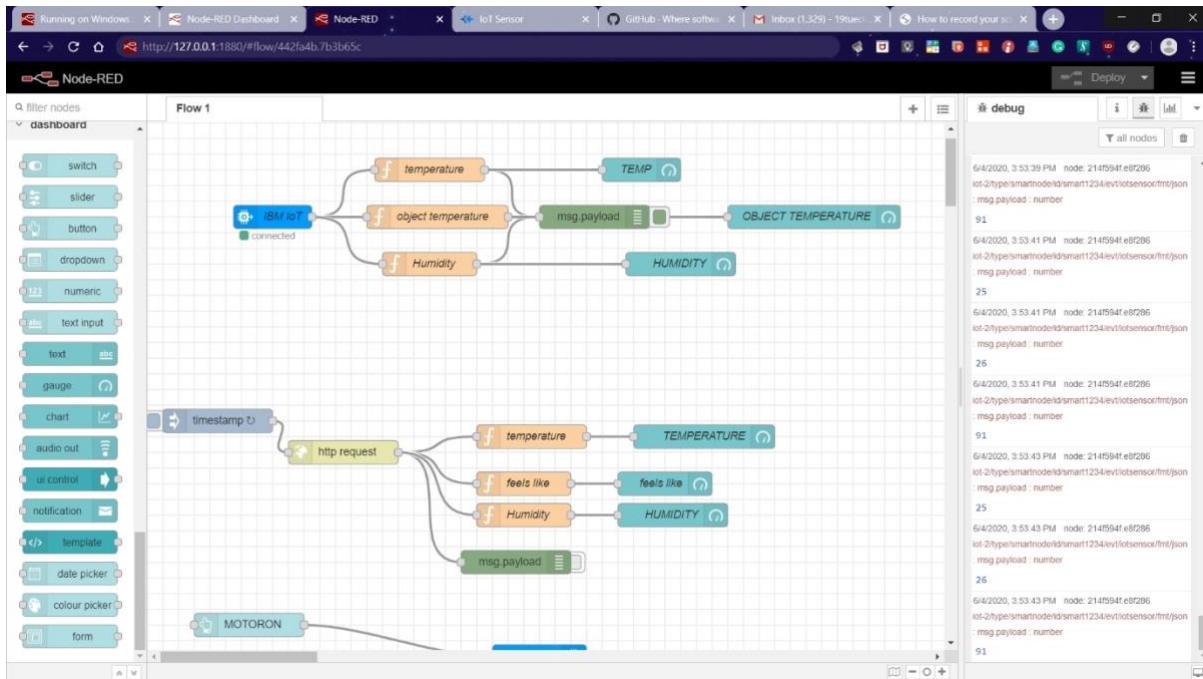 Running on Windows
Node-RED Dashboard
Node-RED
IoT Sensor
GitHub - Where softwa
Inbox (1,329) - 19tuec
How to record your sc
http://127.0.0.1:1880/#flow/442fa4b.7b3b65c
Node-RED
Deploy
filter nodes
dashboard
switch
slider
button
dropdown
numeric
text input
text
gauge
chart
audio out
ui control
notification
template
date picker
colour picker
form
Flow 1
temperature
TEMP
IBM IoT
connected
object temperature
msg.payload
OBJECT TEMPERATURE
Humidity
HUMIDITY
timestamp ↻
http request
temperature
TEMPERATURE
feels like
feels like
Humidity
HUMIDITY
msg.payload
MOTORON
debug
all nodes
6/4/2020, 3:53:39 PM node: 214f594f.e8f286
iot-2/type/smartnode/id/smart1234/evt/iotsensor/fmt/json
: msg.payload : number
91
6/4/2020, 3:53:41 PM node: 214f594f.e8f286
iot-2/type/smartnode/id/smart1234/evt/iotsensor/fmt/json
: msg.payload : number
25
6/4/2020, 3:53:41 PM node: 214f594f.e8f286
iot-2/type/smartnode/id/smart1234/evt/iotsensor/fmt/json
: msg.payload : number
26
6/4/2020, 3:53:41 PM node: 214f594f.e8f286
iot-2/type/smartnode/id/smart1234/evt/iotsensor/fmt/json
: msg.payload : number
91
6/4/2020, 3:53:43 PM node: 214f594f.e8f286
iot-2/type/smartnode/id/smart1234/evt/iotsensor/fmt/json
: msg.payload : number
25
6/4/2020, 3:53:43 PM node: 214f594f.e8f286
iot-2/type/smartnode/id/smart1234/evt/iotsensor/fmt/json
: msg.payload : number
26
6/4/2020, 3:53:43 PM node: 214f594f.e8f286
iot-2/type/smartnode/id/smart1234/evt/iotsensor/fmt/json
: msg.payload : number
91